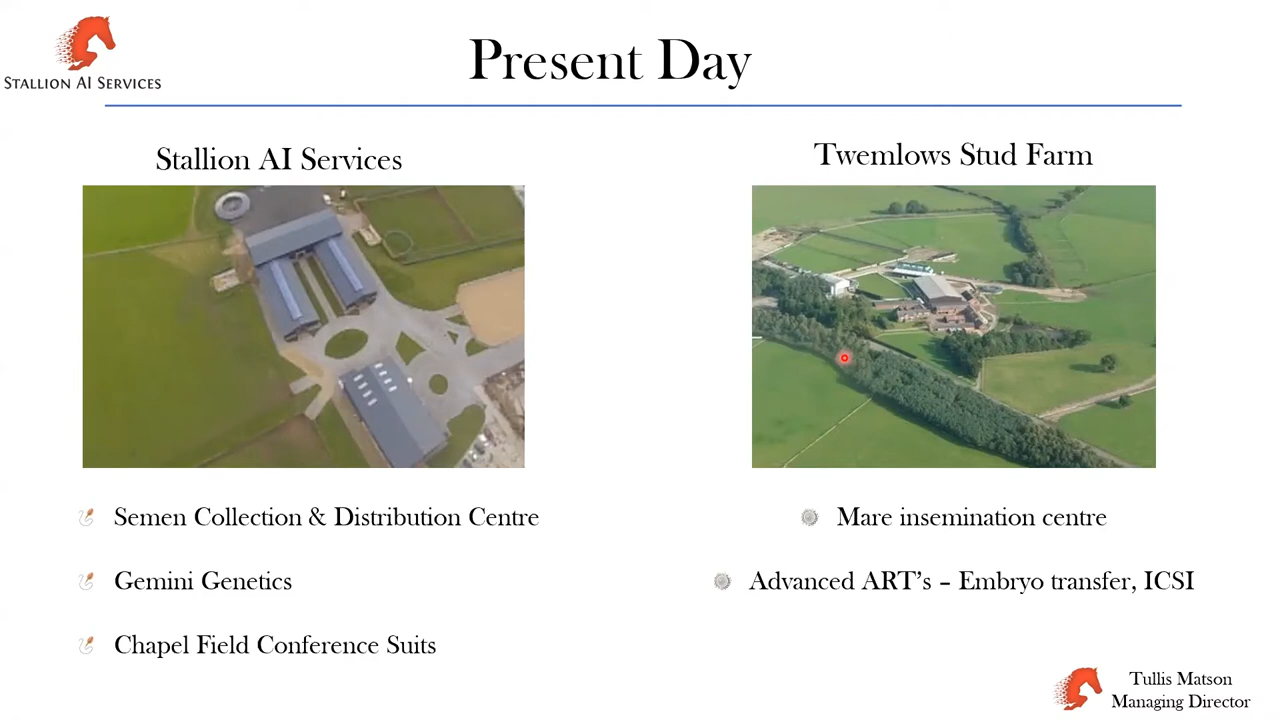 STALLION AI SERVICES
Present Day
Stallion AI Services
Twemlows Stud Farm
Semen Collection & Distribution Centre
Gemini Genetics
Chapel Field Conference Suits
Mare insemination centre
Advanced ART's – Embryo transfer, ICSI
Tullis Matson
Managing Director